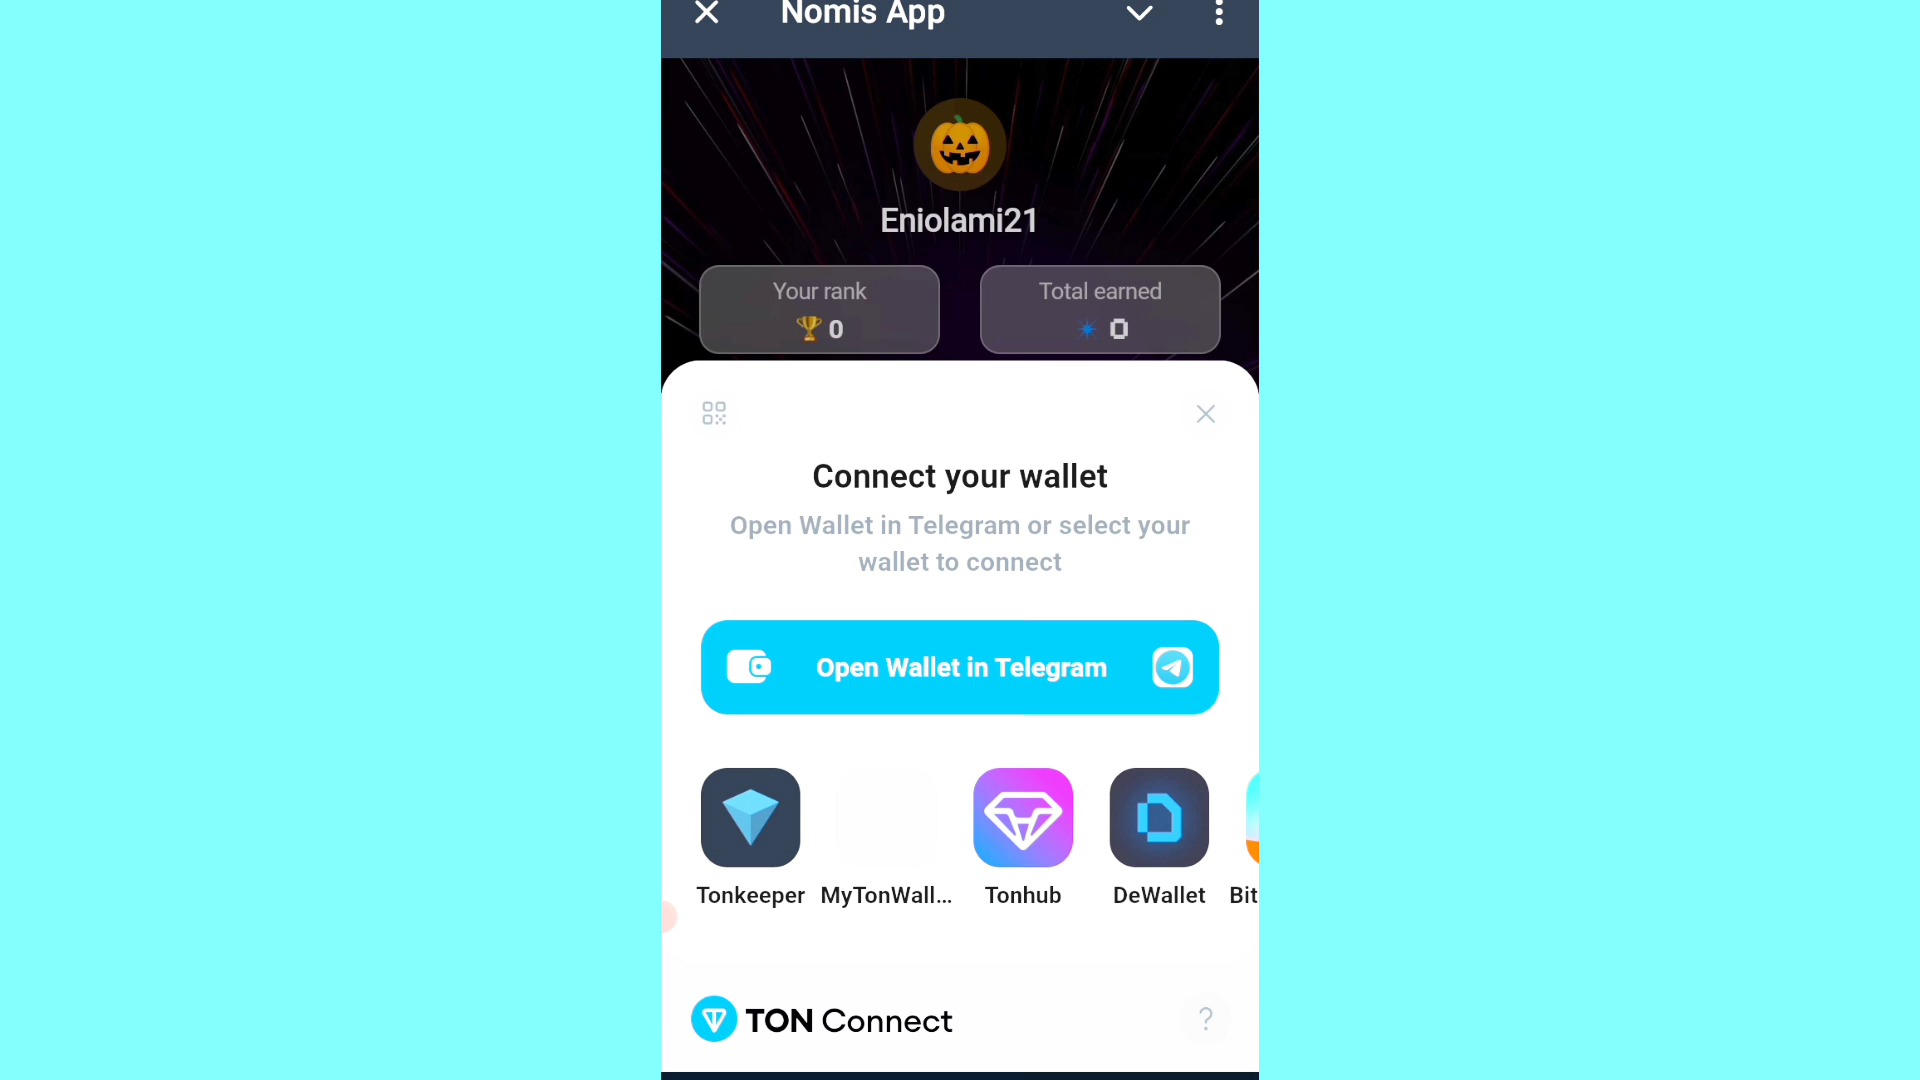 Nomis App
Eniolami21
Your rank
0
Total earned
0
Connect your wallet
Open Wallet in Telegram or select your
wallet to connect
Open Wallet in Telegram
Tonkeeper
MyTonWall...
Tonhub
DeWallet
Bit
TON Connect
?